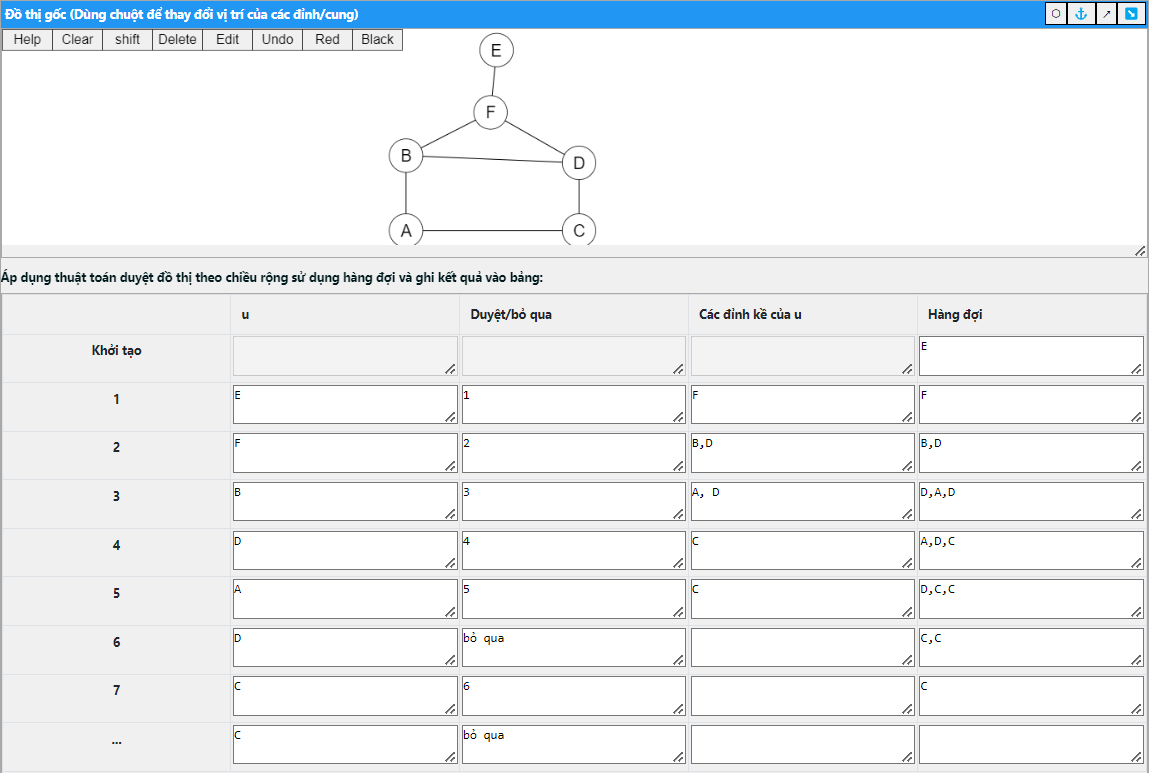 Đồ thị gốc (Dùng chuột để thay đổi vị trí của các đỉnh/cung)
Help Clear shift Delete Edit Undo Red Black
E
F
B
D
A
C
Áp dụng thuật toán duyệt đồ thị theo chiều rộng sử dụng hàng đợi và ghi kết quả vào bảng:
u Duyệt/bỏ qua Các đỉnh kề của u Hàng đợi
Khởi tạo E
1 E 1 F F
2 F 2 B,D B,D
3 B 3 A, D D,A,D
4 D 4 C A,D,C
5 A 5 C D,C,C
6 D bỏ qua C,C
7 C 6 C
... C bỏ qua